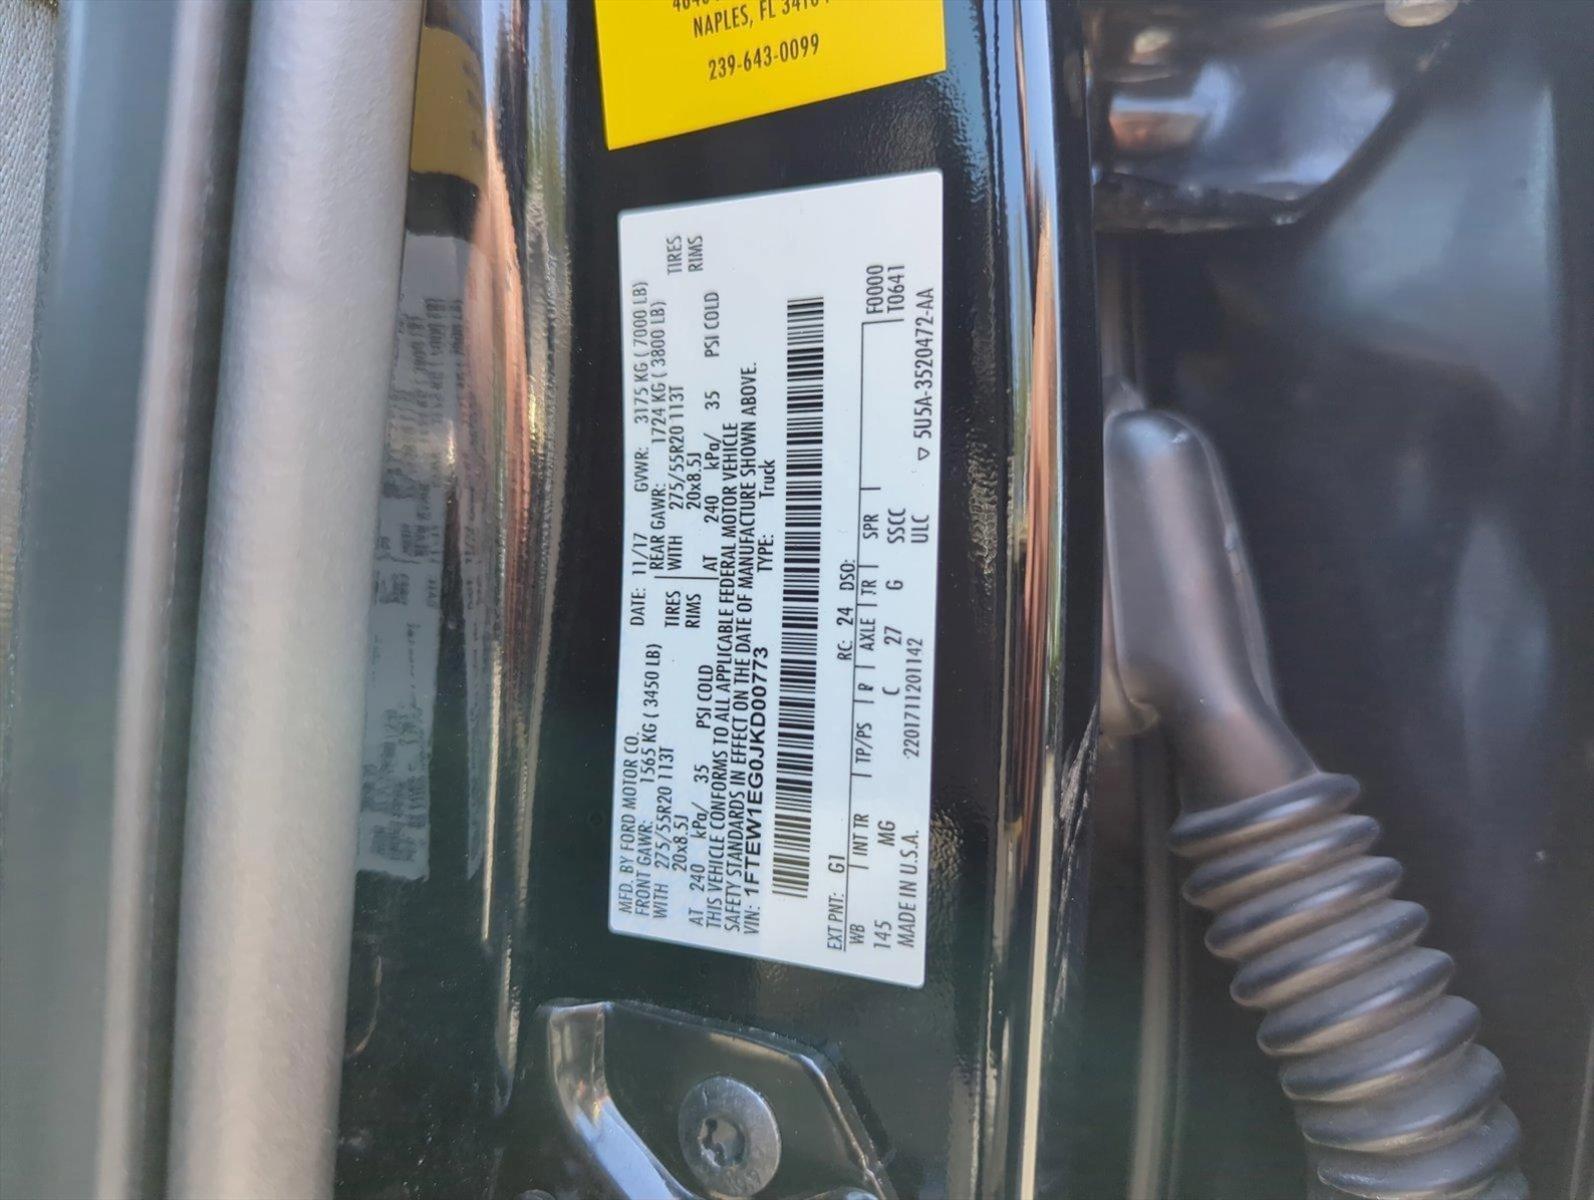 NAPLES, FL
239-643-0099
MFD. BY FORD MOTOR CO.
DATE: 11/17 GVWR: 3175 KG ( 7000 LB)
FRONT GAWR: 1565 KG ( 3450 LB) REAR GAWR: 1724 KG ( 3800 LB)
WITH 275/55R20 113T TIRES WITH 275/55R20 113T TIRES
20x8.5J RIMS 20x8.5J RIMS
AT 240 kPa/ 35 PSI COLD AT 240 kPa/ 35 PSI COLD
THIS VEHICLE CONFORMS TO ALL APPLICABLE FEDERAL MOTOR VEHICLE
SAFETY STANDARDS IN EFFECT ON THE DATE OF MANUFACTURE SHOWN ABOVE.
VIN: 1FTEW1EG0JKD00773 TYPE: Truck
F0000
T0641
EXT PNT: G1 RC: 24 DSO:
WB INT TR TP/PS R AXLE TR SPR
145 MG C 27 G SSCC
MADE IN U.S.A. 2201711201142 ULC ▽ 5U5A-3520472-AA